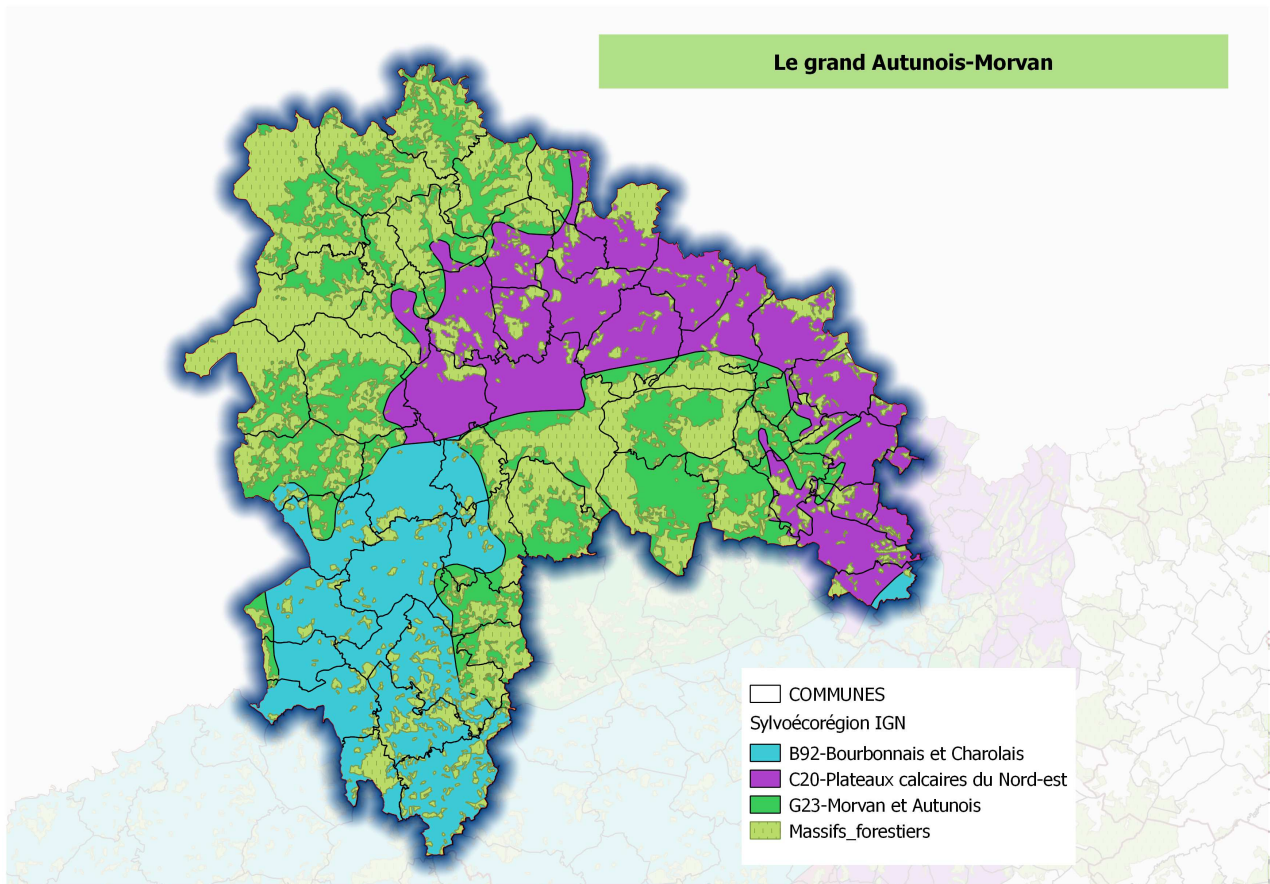 Le grand Autunois-Morvan
COMMUNES
Sylvoécorégion IGN
B92-Bourbonnais et Charolais
C20-Plateaux calcaires du Nord-est
G23-Morvan et Autunois
Massifs_forestiers